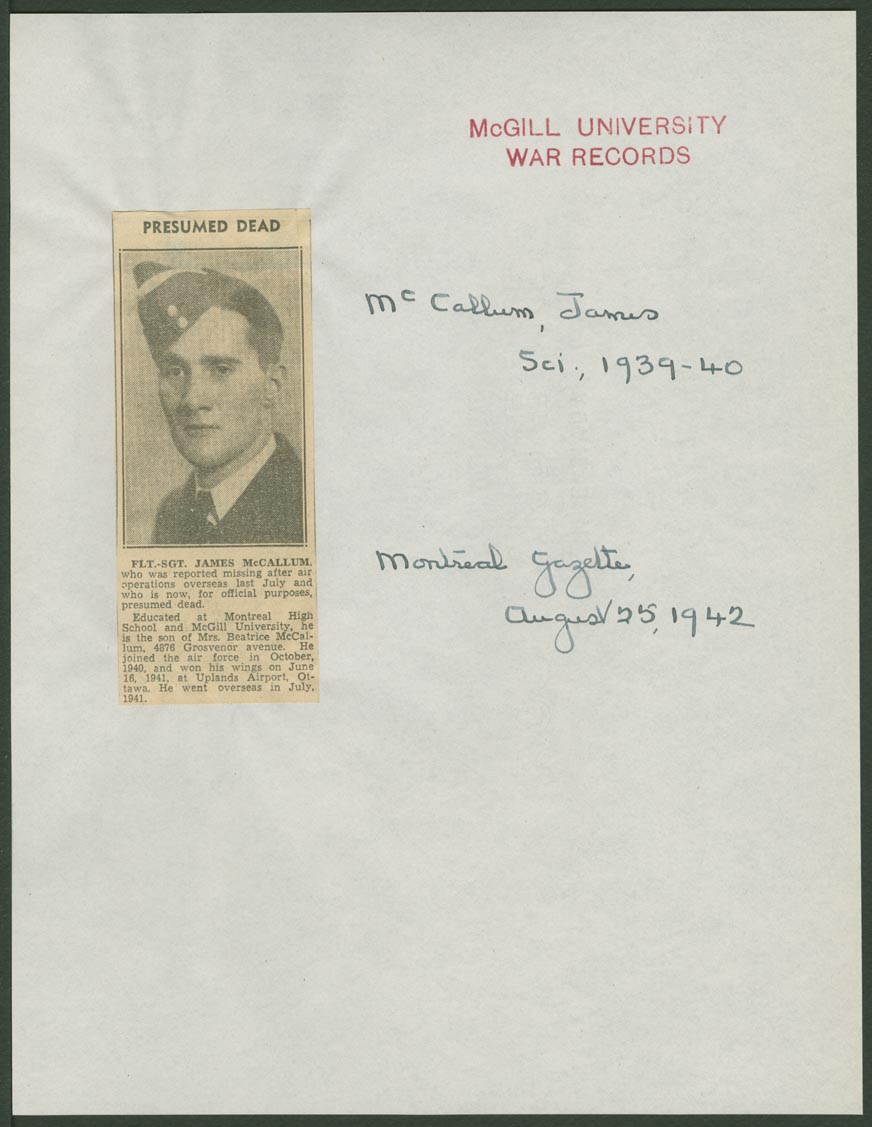 McGILL UNIVERSITY
WAR RECORDS
PRESUMED DEAD
McCallum, James
Sci., 1939-40
FLT.-SGT. JAMES McCALLUM,
who was reported missing after air
operations overseas last July and
who is now, for official purposes,
presumed dead.
Educated at Montreal High
School and McGill University, he
is the son of Mrs. Beatrice McCal-
lum, 4876 Grosvenor avenue. He
joined the air force in October,
1940, and won his wings on June
16, 1941, at Uplands Airport, Ot-
tawa. He went overseas in July,
1941.
Montreal Gazette,
August 25, 1942